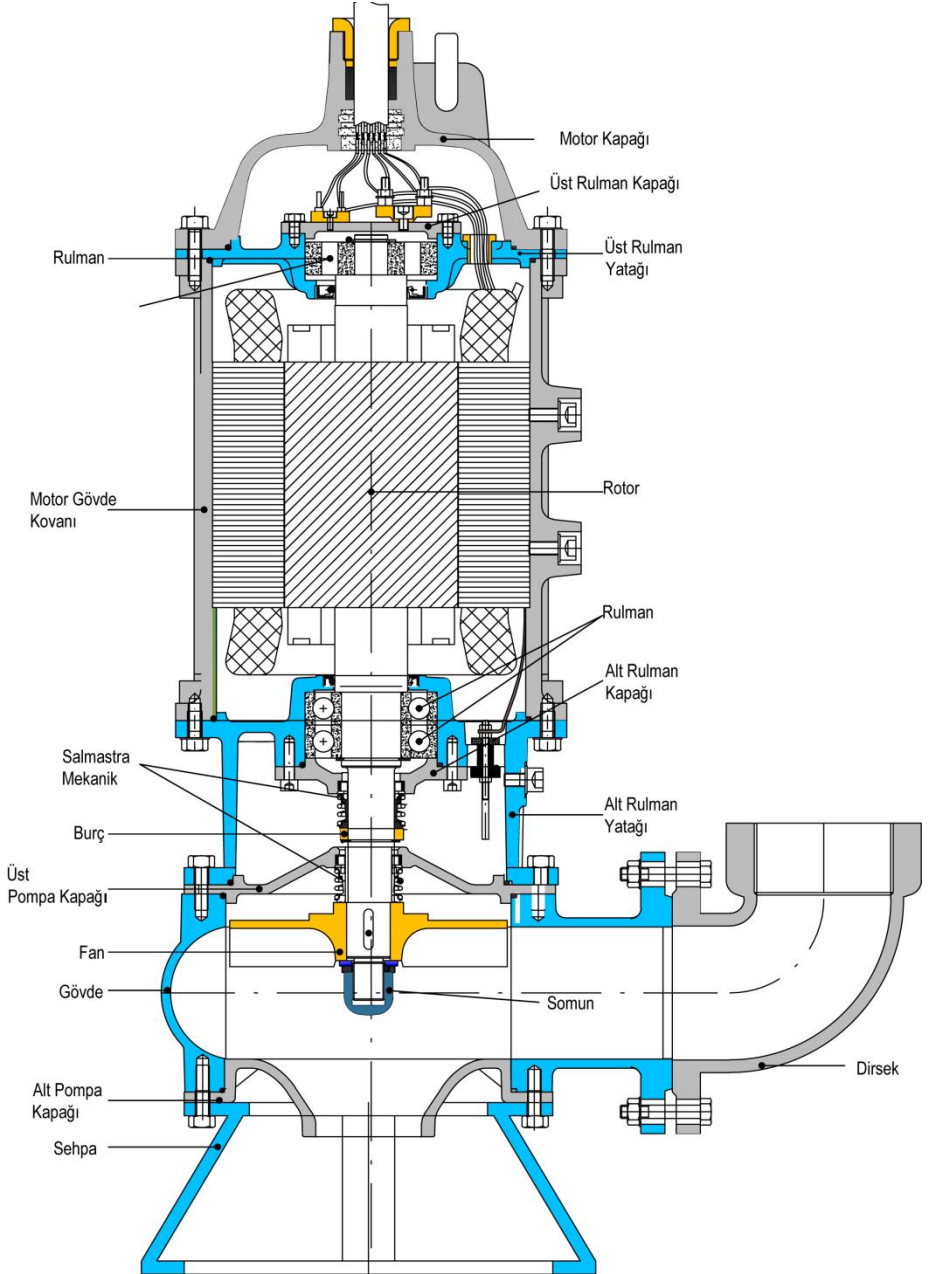 Motor Kapağı
Üst Rulman Kapağı
Rulman
Üst Rulman
Yatağı
Motor Gövde
Kovanı
Rotor
Rulman
Alt Rulman
Kapağı
Salmastra
Mekanik
Burç
Alt Rulman
Yatağı
Üst
Pompa Kapağı
Fan
Gövde
Somun
Dirsek
Alt Pompa
Kapağı
Sehpa